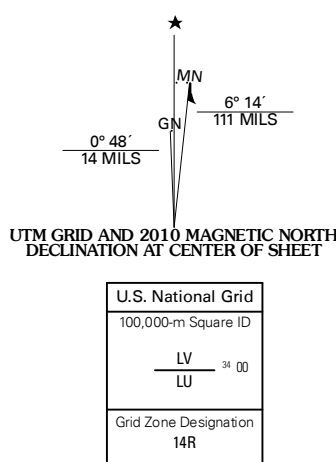 ★
MN
6° 14´
111 MILS
GN
0° 48´
14 MILS
UTM GRID AND 2010 MAGNETIC NORTH
DECLINATION AT CENTER OF SHEET
U.S. National Grid
100,000-m Square ID
LV
34 00
LU
Grid Zone Designation
14R